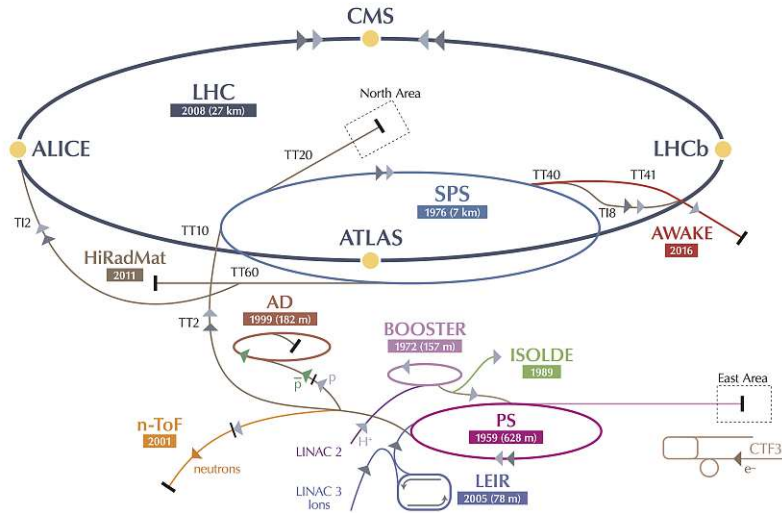 CMS
LHC
2008 (27 km)
North Area
ALICE
TT20
LHCb
TT40
TT41
SPS
1976 (7 km)
TI2
TT10
TI8
ATLAS
AWAKE
2016
HiRadMat
2011
TT60
AD
1999 (182 m)
TT2
BOOSTER
1972 (157 m)
ISOLDE
1989
p̅
p
East Area
n-ToF
2001
PS
1959 (628 m)
H⁺
LINAC 2
neutrons
CTF3
e⁻
LINAC 3
Ions
LEIR
2005 (78 m)